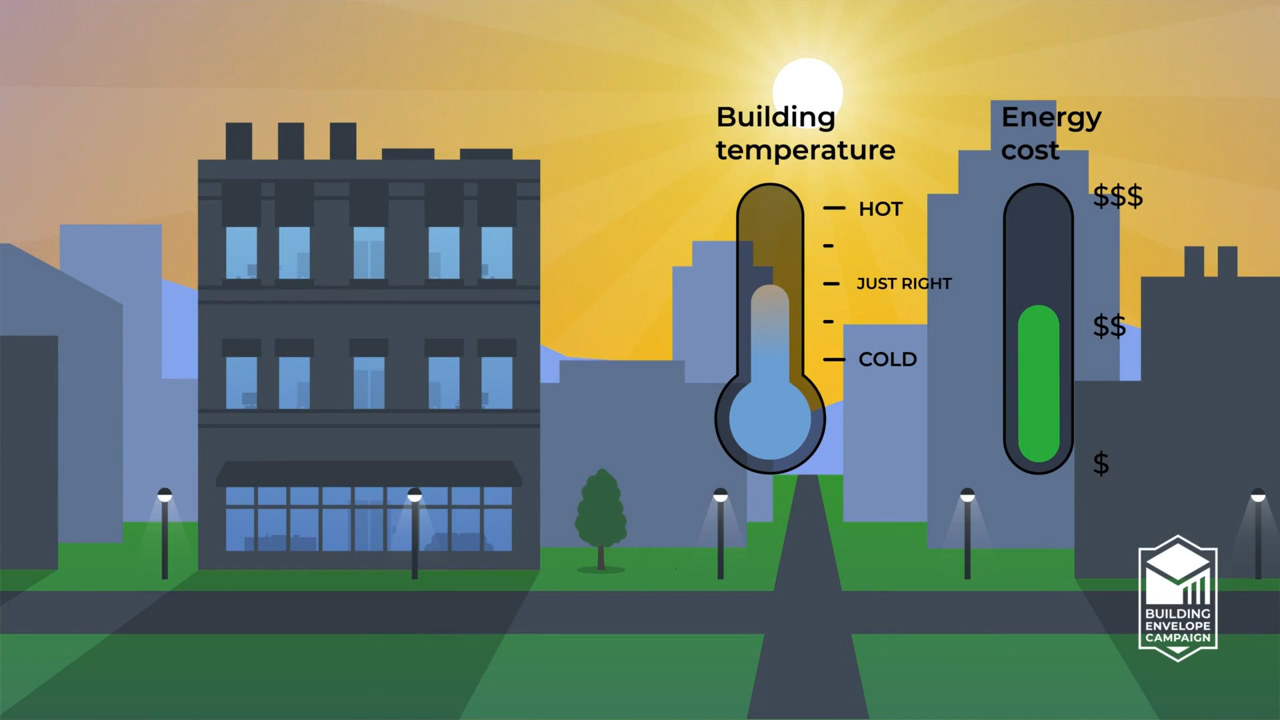 Building
temperature
HOT
JUST RIGHT
COLD
Energy
cost
$$$
$$
$
BUILDING
ENVELOPE
CAMPAIGN